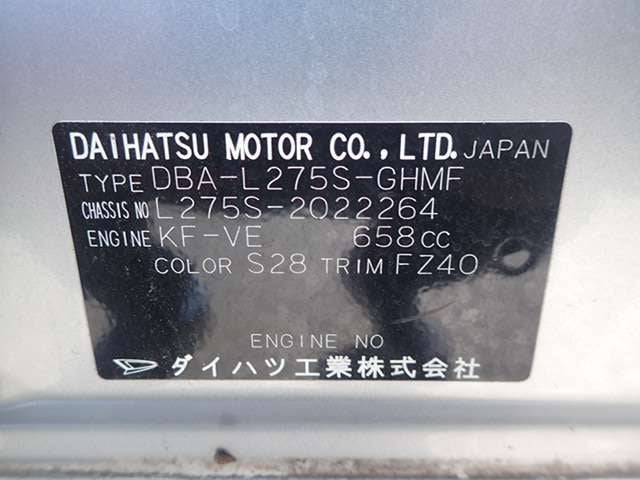 DAIHATSU MOTOR CO., LTD. JAPAN
TYPE DBA-L275S-GHMF
CHASSIS NO L275S-2022264
ENGINE KF-VE 658CC
COLOR S28 TRIM FZ40
ENGINE NO
ダイハツ工業株式会社